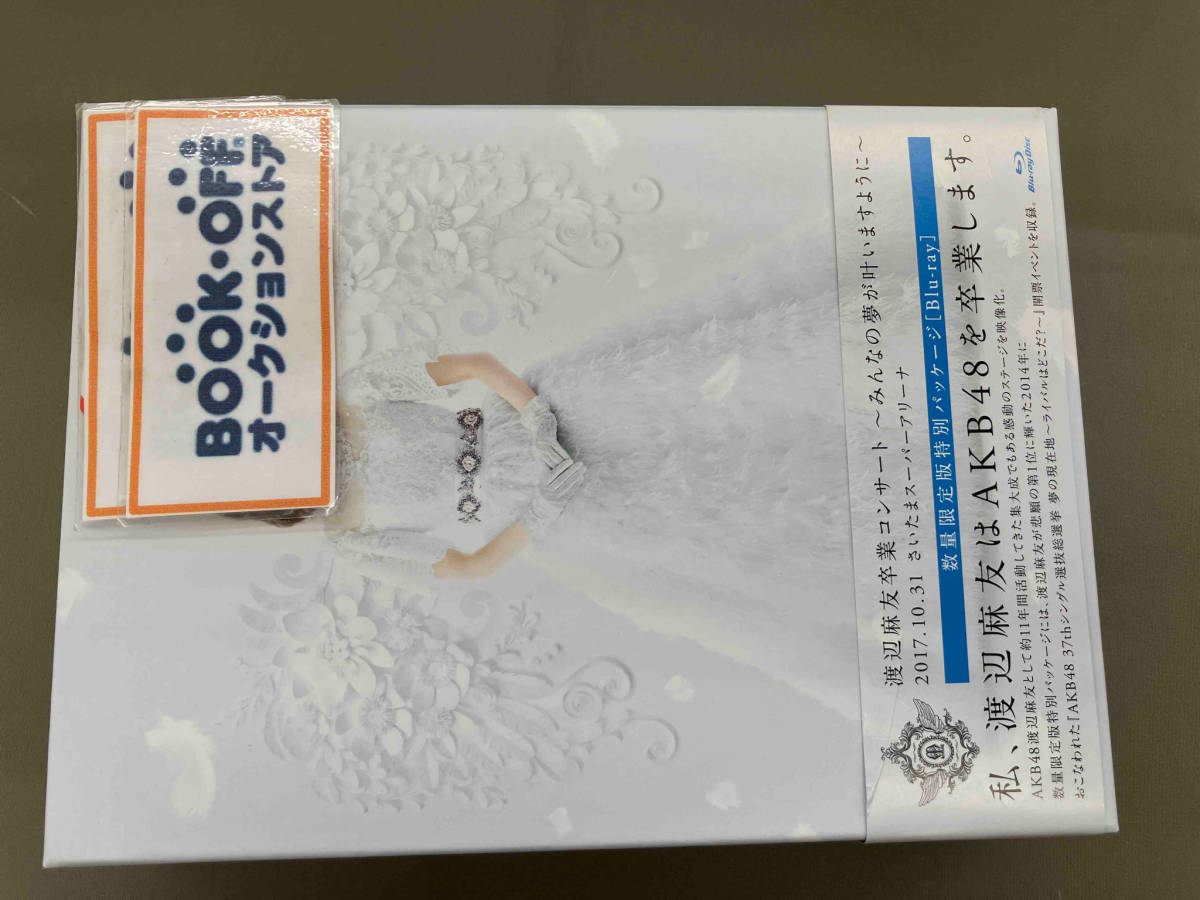 BOOK・OFF
オークションストア
渡辺麻友卒業コンサート ～みんなの夢が叶いますように～
2017.10.31 さいたまスーパーアリーナ
数量限定版特別パッケージ[Blu-ray]
私、渡辺麻友はAKB48を卒業します。
AKB48渡辺麻友として約11年間活動してきた集大成でもある感動のステージを映像化。
数量限定版特別パッケージには、渡辺麻友が悲願の第1位に輝いた2014年に
おこなわれた「AKB48 37thシングル選抜総選挙 夢の現在地～ライバルはどこだ?～」開票イベントを収録。
Blu-ray Disc